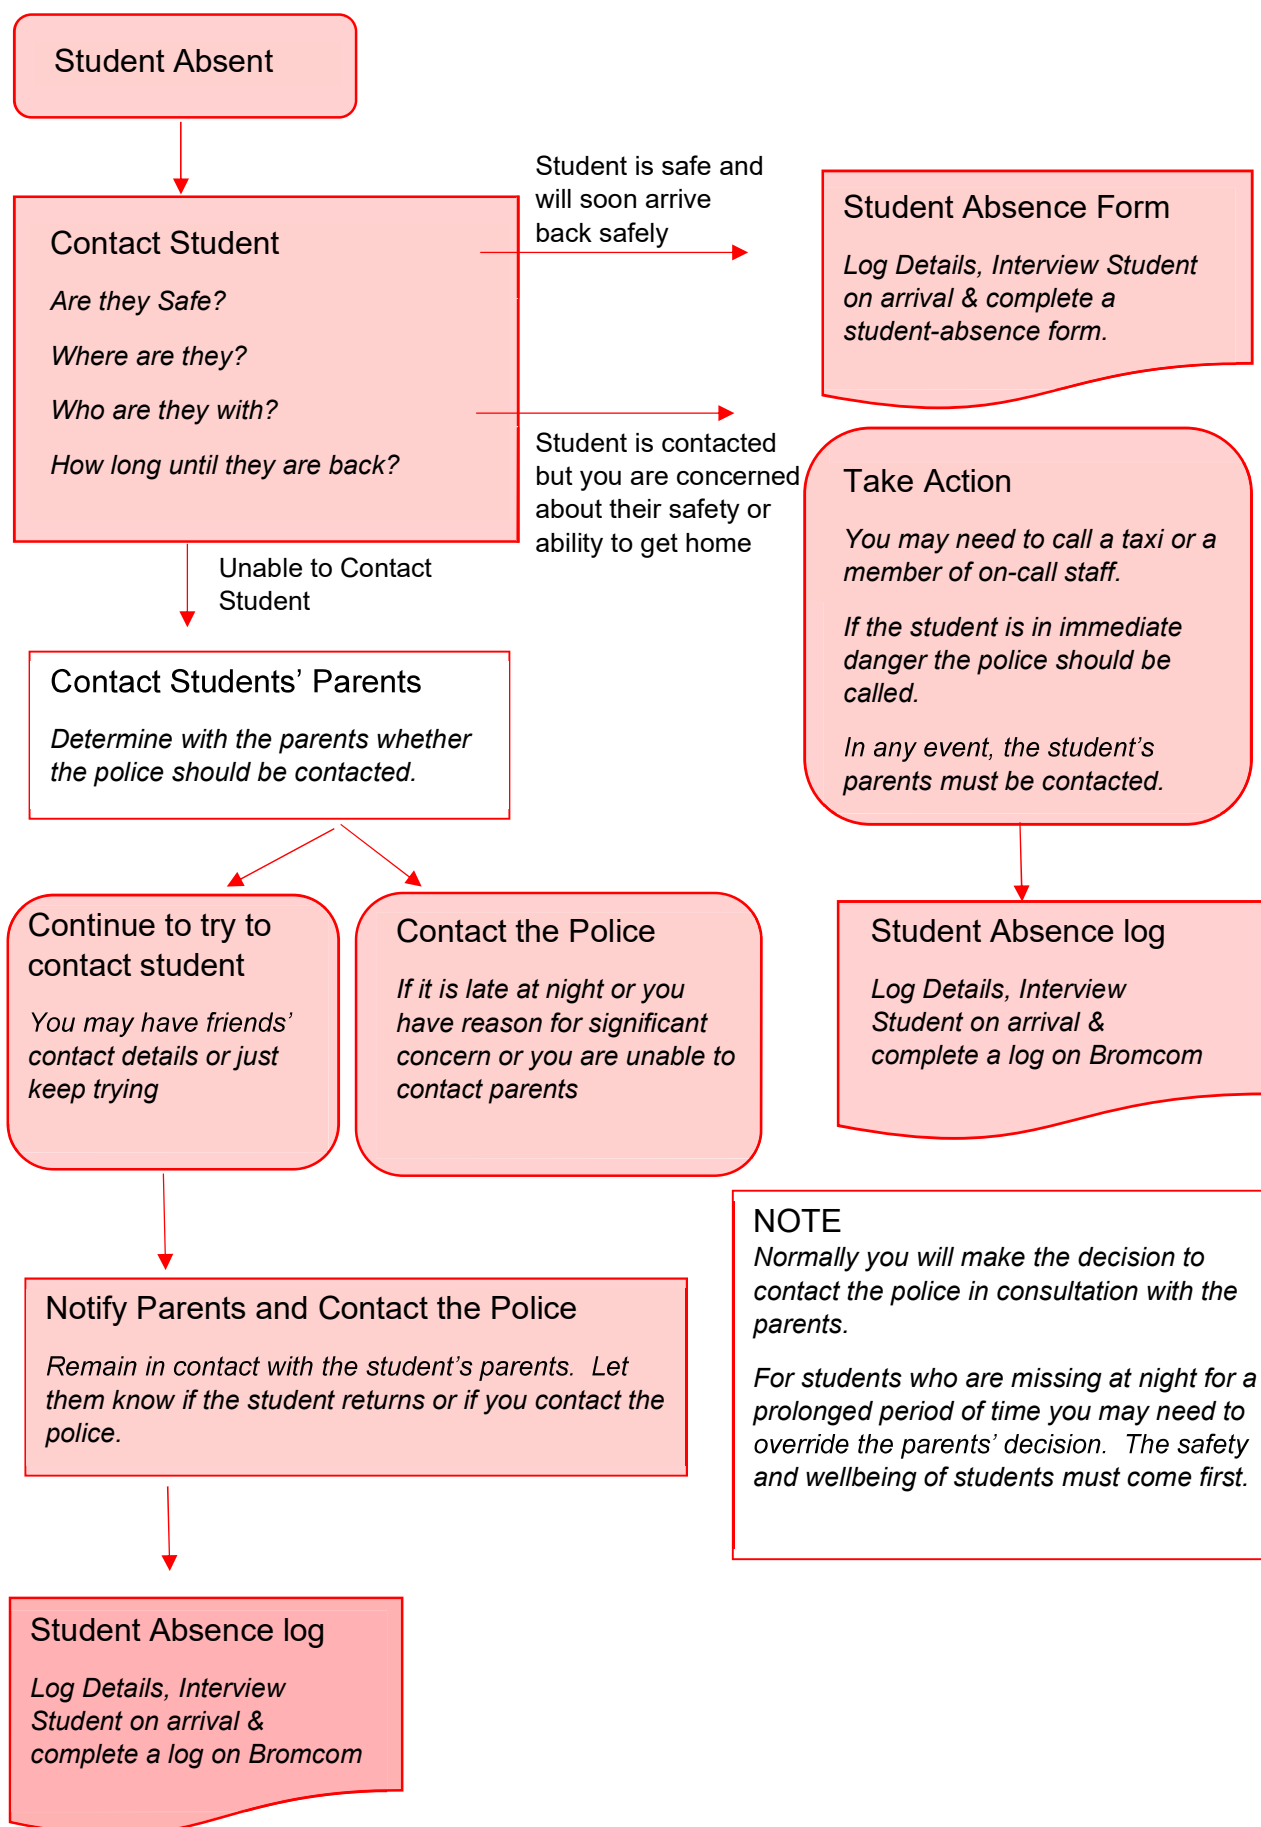 Student Absent
Student is safe and
will soon arrive
back safely
Contact Student
Are they Safe?
Where are they?
Who are they with?
How long until they are back?
Student Absence Form
Log Details, Interview Student
on arrival & complete a
student-absence form.
Student is contacted
but you are concerned
about their safety or
ability to get home
Take Action
You may need to call a taxi or a
member of on-call staff.
If the student is in immediate
danger the police should be
called.
In any event, the student’s
parents must be contacted.
Unable to Contact
Student
Contact Students’ Parents
Determine with the parents whether
the police should be contacted.
Continue to try to
contact student
You may have friends’
contact details or just
keep trying
Contact the Police
If it is late at night or you
have reason for significant
concern or you are unable to
contact parents
Student Absence log
Log Details, Interview
Student on arrival &
complete a log on Bromcom
NOTE
Normally you will make the decision to
contact the police in consultation with the
parents.
For students who are missing at night for a
prolonged period of time you may need to
override the parents’ decision.  The safety
and wellbeing of students must come first.
Notify Parents and Contact the Police
Remain in contact with the student’s parents.  Let
them know if the student returns or if you contact the
police.
Student Absence log
Log Details, Interview
Student on arrival &
complete a log on Bromcom